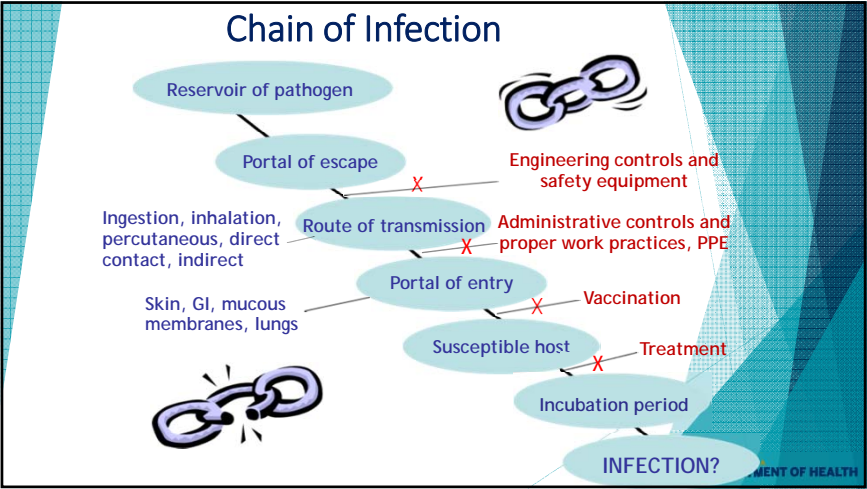 Chain of Infection
Reservoir of pathogen
Portal of escape
Engineering controls and
safety equipment
X
Ingestion, inhalation,
percutaneous, direct
contact, indirect
Route of transmission
Administrative controls and
proper work practices, PPE
X
Portal of entry
Skin, GI, mucous
membranes, lungs
X
Vaccination
Susceptible host
X
Treatment
Incubation period
INFECTION?
MENT OF HEALTH